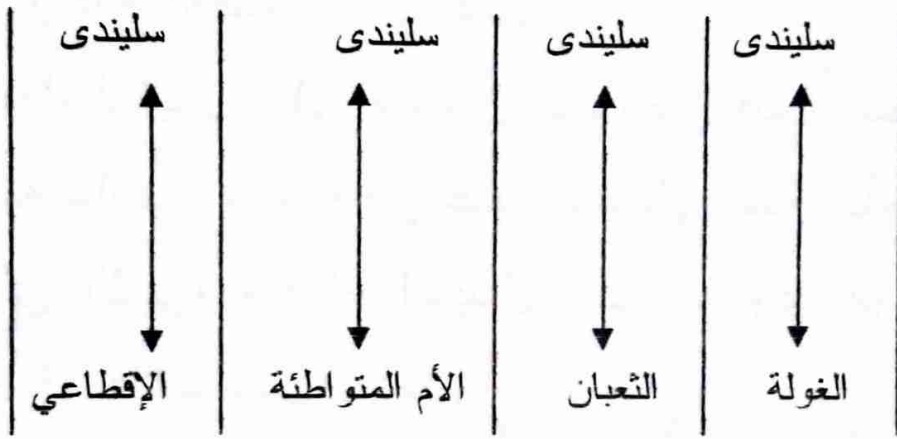 سليندى سليندى سليندى سليندى
الغولة الثعبان الأم المتواطئة الإقطاعي